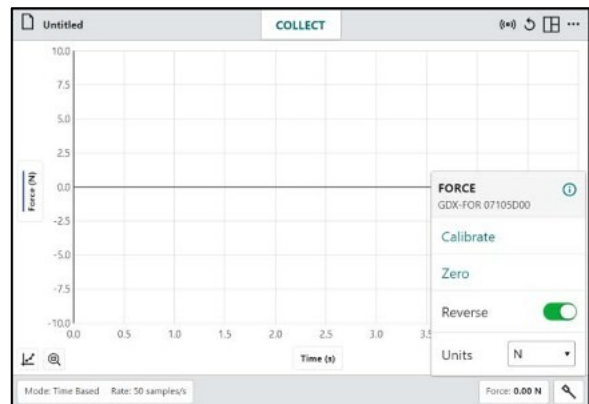 Untitled
COLLECT
10.0
7.5
5.0
2.5
0.0
-2.5
-5.0
-7.5
-10.0
Force (N)
0.0 0.5 1.0 1.5 2.0 2.5 3.0 3.5
Time (s)
FORCE
GDX-FOR 07105D00
Calibrate
Zero
Reverse
Units N
Mode: Time Based Rate: 50 samples/s Force: 0.00 N